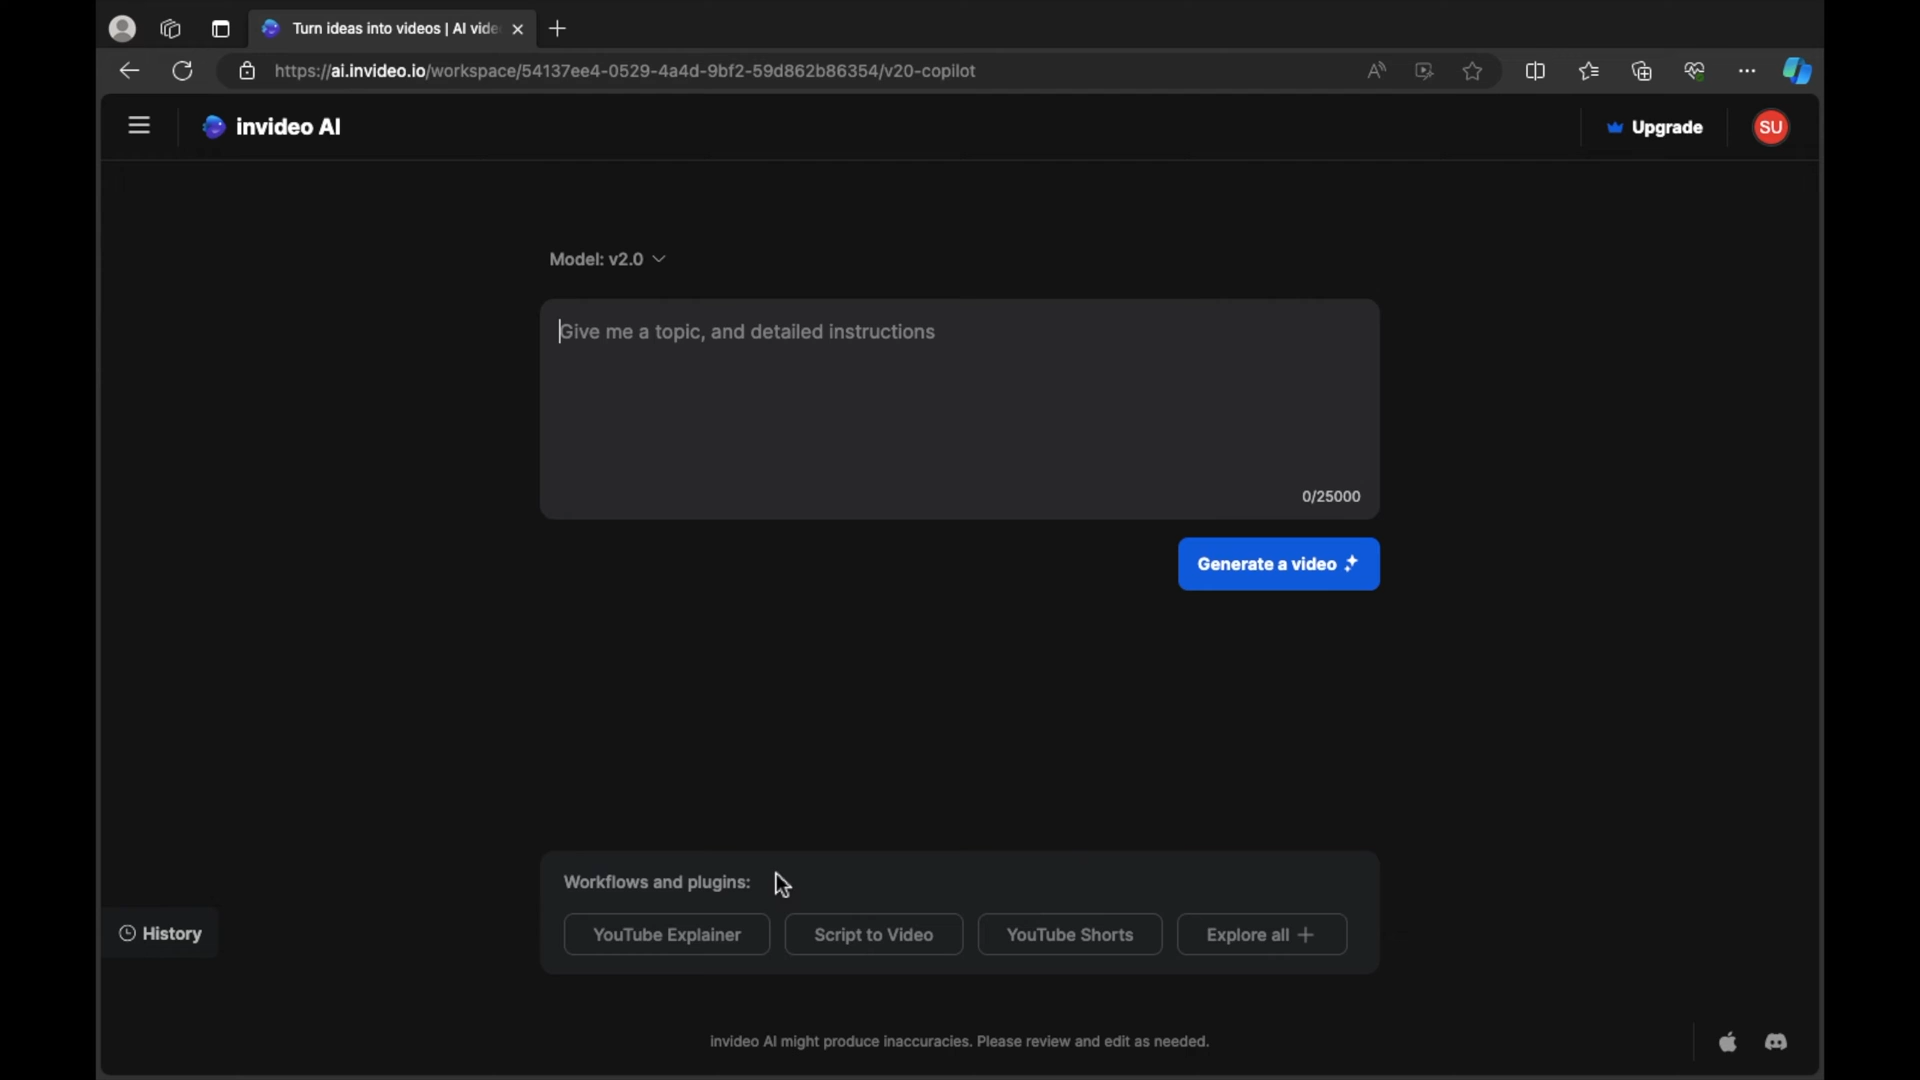 Turn ideas into videos | AI vide
https://ai.invideo.io/workspace/54137ee4-0529-4a4d-9bf2-59d862b86354/v20-copilot
invideo AI
Upgrade
SU
Model: v2.0
Give me a topic, and detailed instructions
0/25000
Generate a video
Workflows and plugins:
YouTube Explainer
Script to Video
YouTube Shorts
Explore all +
History
invideo AI might produce inaccuracies. Please review and edit as needed.